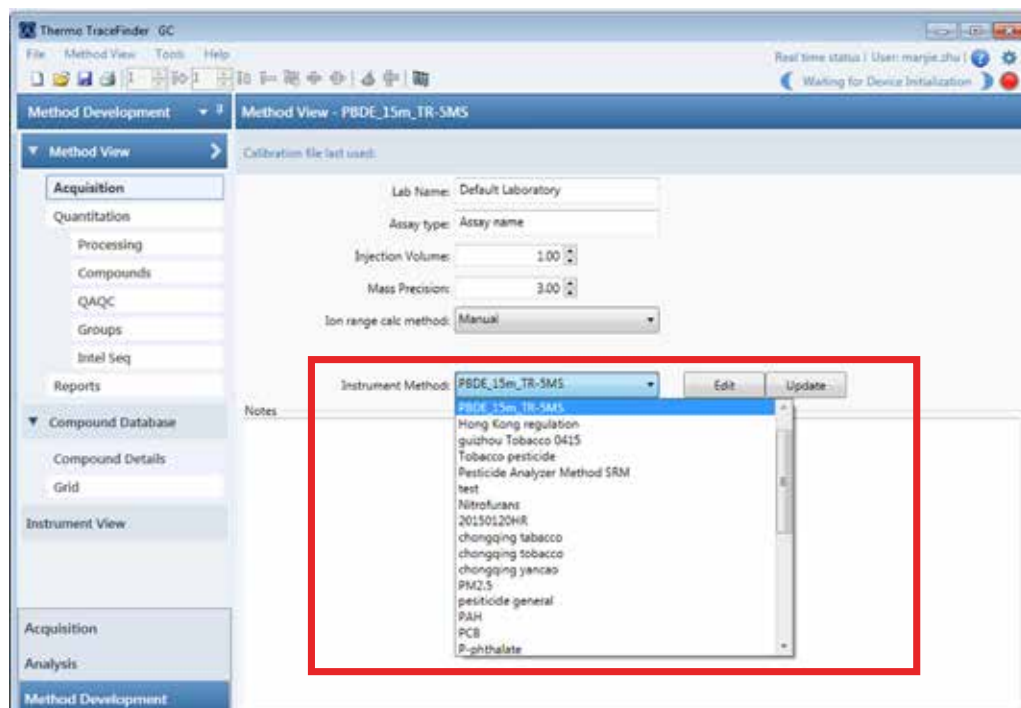 Thermo TraceFinder GC
File Method View Tools Help
Real time status | User: manjie.zhu |
1 1
Waiting for Device Initialization
Method Development
Method View - PBDE_15m_TR-5MS
Method View
Calibration file last used:
Acquisition
Lab Name: Default Laboratory
Quantitation
Assay type: Assay name
Processing
Injection Volume: 1.00
Compounds
Mass Precision: 3.00
QAQC
Ion range calc method: Manual
Groups
Intel Seq
Reports
Instrument Method: PBDE_15m_TR-5MS Edit Update
Notes
PBDE_15m_TR-5MS
Hong Kong regulation
guizhou Tobacco 0415
Tobacco pesticide
Pesticide Analyzer Method SRM
test
Nitrofurans
20150120HR
chongqing tabacco
chongqing tobacco
chongqing yancao
PM2.5
pesiticide general
PAH
PCB
P-phthalate
Compound Database
Compound Details
Grid
Instrument View
Acquisition
Analysis
Method Development